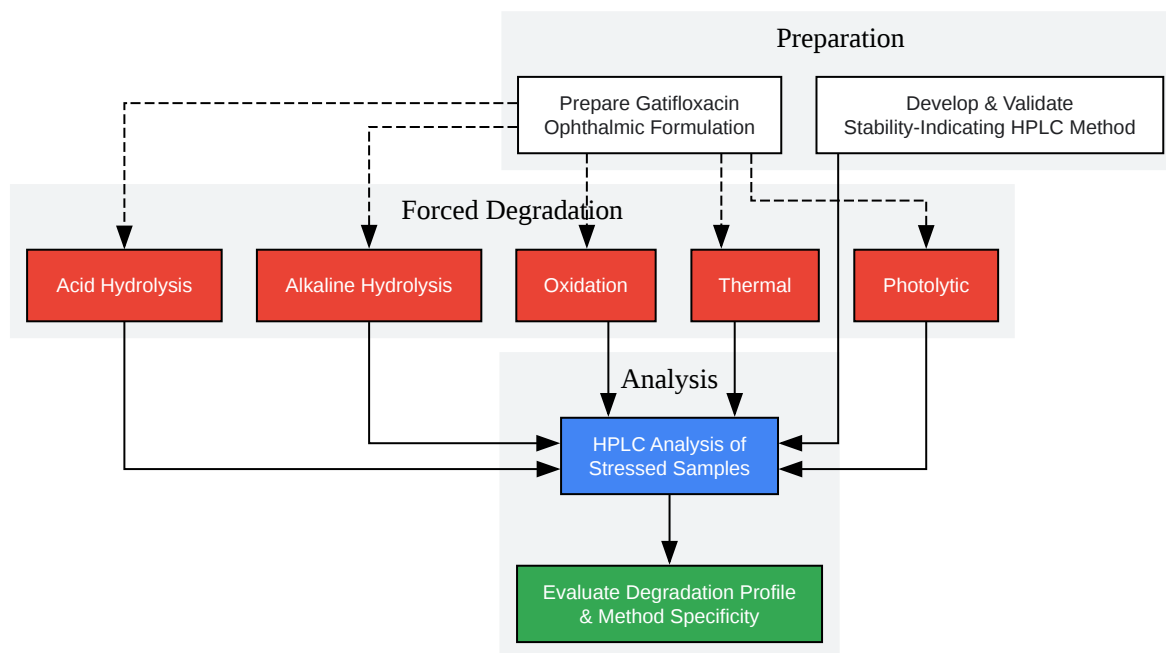 Preparation
Prepare Gatifloxacin
Ophthalmic Formulation
Develop & Validate
Stability-Indicating HPLC Method
Forced Degradation
Acid Hydrolysis
Alkaline Hydrolysis
Oxidation
Thermal
Photolytic
Analysis
HPLC Analysis of
Stressed Samples
Evaluate Degradation Profile
& Method Specificity